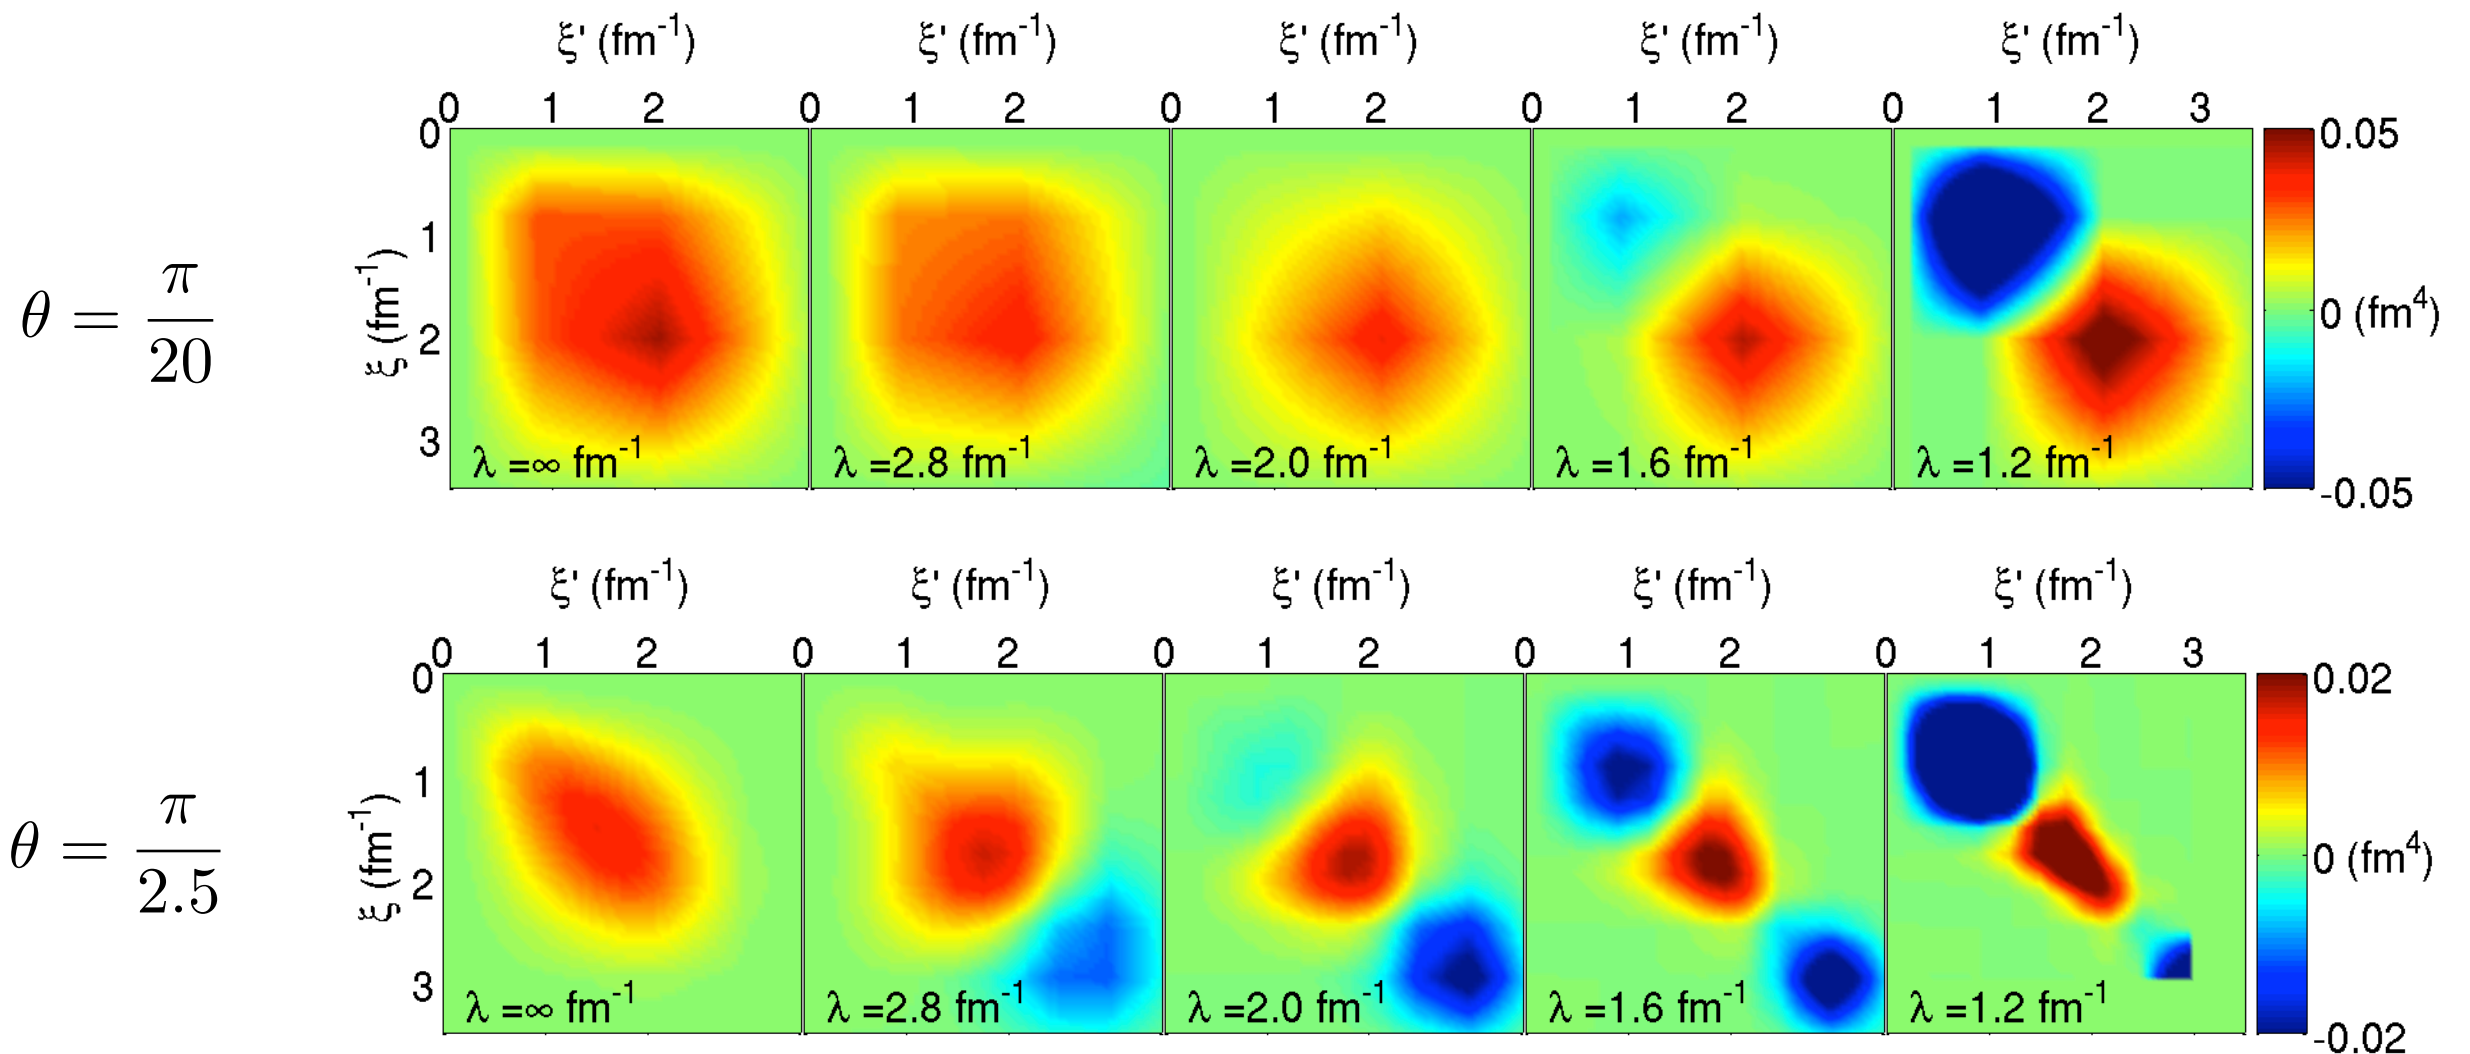 ξ' (fm⁻¹) ξ' (fm⁻¹) ξ' (fm⁻¹) ξ' (fm⁻¹) ξ' (fm⁻¹)
0 1 2 0 1 2 0 1 2 0 1 2 0 1 2 3
0
1
2
3
ξ (fm⁻¹)
θ = π/20
λ =∞ fm⁻¹ λ =2.8 fm⁻¹ λ =2.0 fm⁻¹ λ =1.6 fm⁻¹ λ =1.2 fm⁻¹
0.05
0 (fm⁴)
-0.05
ξ' (fm⁻¹) ξ' (fm⁻¹) ξ' (fm⁻¹) ξ' (fm⁻¹) ξ' (fm⁻¹)
0 1 2 0 1 2 0 1 2 0 1 2 0 1 2 3
0
1
2
3
ξ (fm⁻¹)
θ = π/2.5
λ =∞ fm⁻¹ λ =2.8 fm⁻¹ λ =2.0 fm⁻¹ λ =1.6 fm⁻¹ λ =1.2 fm⁻¹
0.02
0 (fm⁴)
-0.02